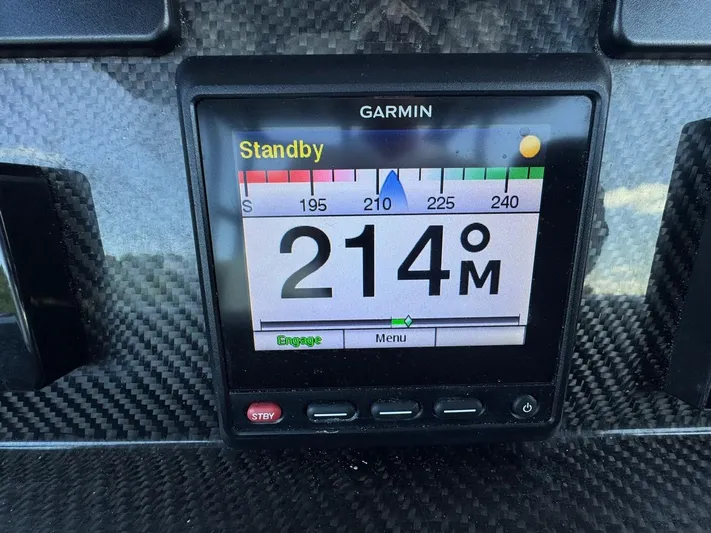 GARMIN
Standby
S 195 210 225 240
214°M
Engage Menu
STBY